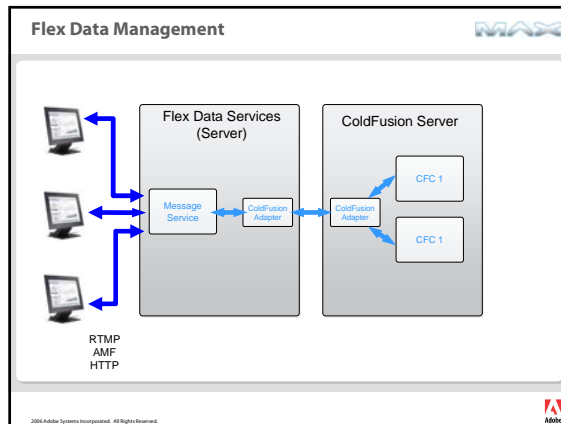 Flex Data Management
MAX
Flex Data Services
(Server)
ColdFusion Server
Message
Service
ColdFusion
Adapter
ColdFusion
Adapter
CFC 1
CFC 1
RTMP
AMF
HTTP
2006 Adobe Systems Incorporated. All Rights Reserved.
Adobe